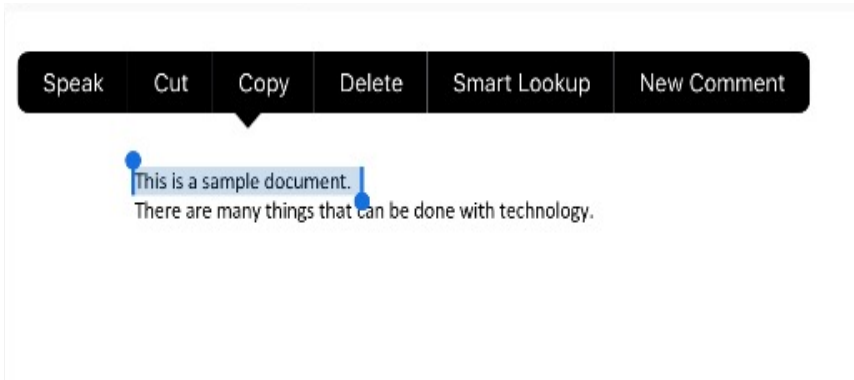 Speak Cut Copy Delete Smart Lookup New Comment
This is a sample document.
There are many things that can be done with technology.